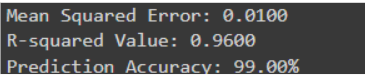 Mean Squared Error: 0.0100
R-squared Value: 0.9600
Prediction Accuracy: 99.00%